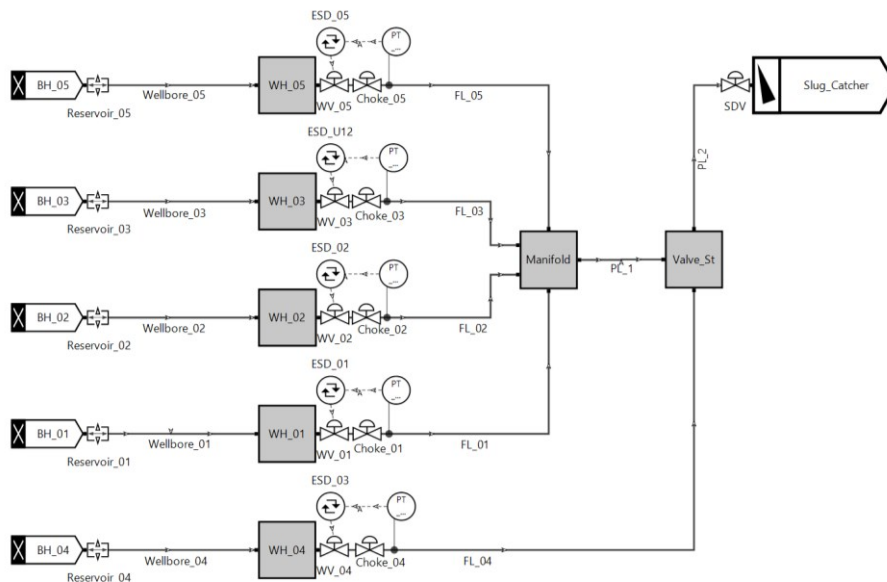 ESD_05
PT
_...
BH_05
Reservoir_05
Wellbore_05
WH_05
WV_05
Choke_05
FL_05
SDV
Slug_Catcher
PL_2
ESD_U12
PT
_...
BH_03
Reservoir_03
Wellbore_03
WH_03
WV_03
Choke_03
FL_03
Manifold
PL_1
Valve_St
ESD_02
PT
_...
BH_02
Reservoir_02
Wellbore_02
WH_02
WV_02
Choke_02
FL_02
ESD_01
PT
_...
BH_01
Reservoir_01
Wellbore_01
WH_01
WV_01
Choke_01
FL_01
ESD_03
PT
_...
BH_04
Reservoir_04
Wellbore_04
WH_04
WV_04
Choke_04
FL_04